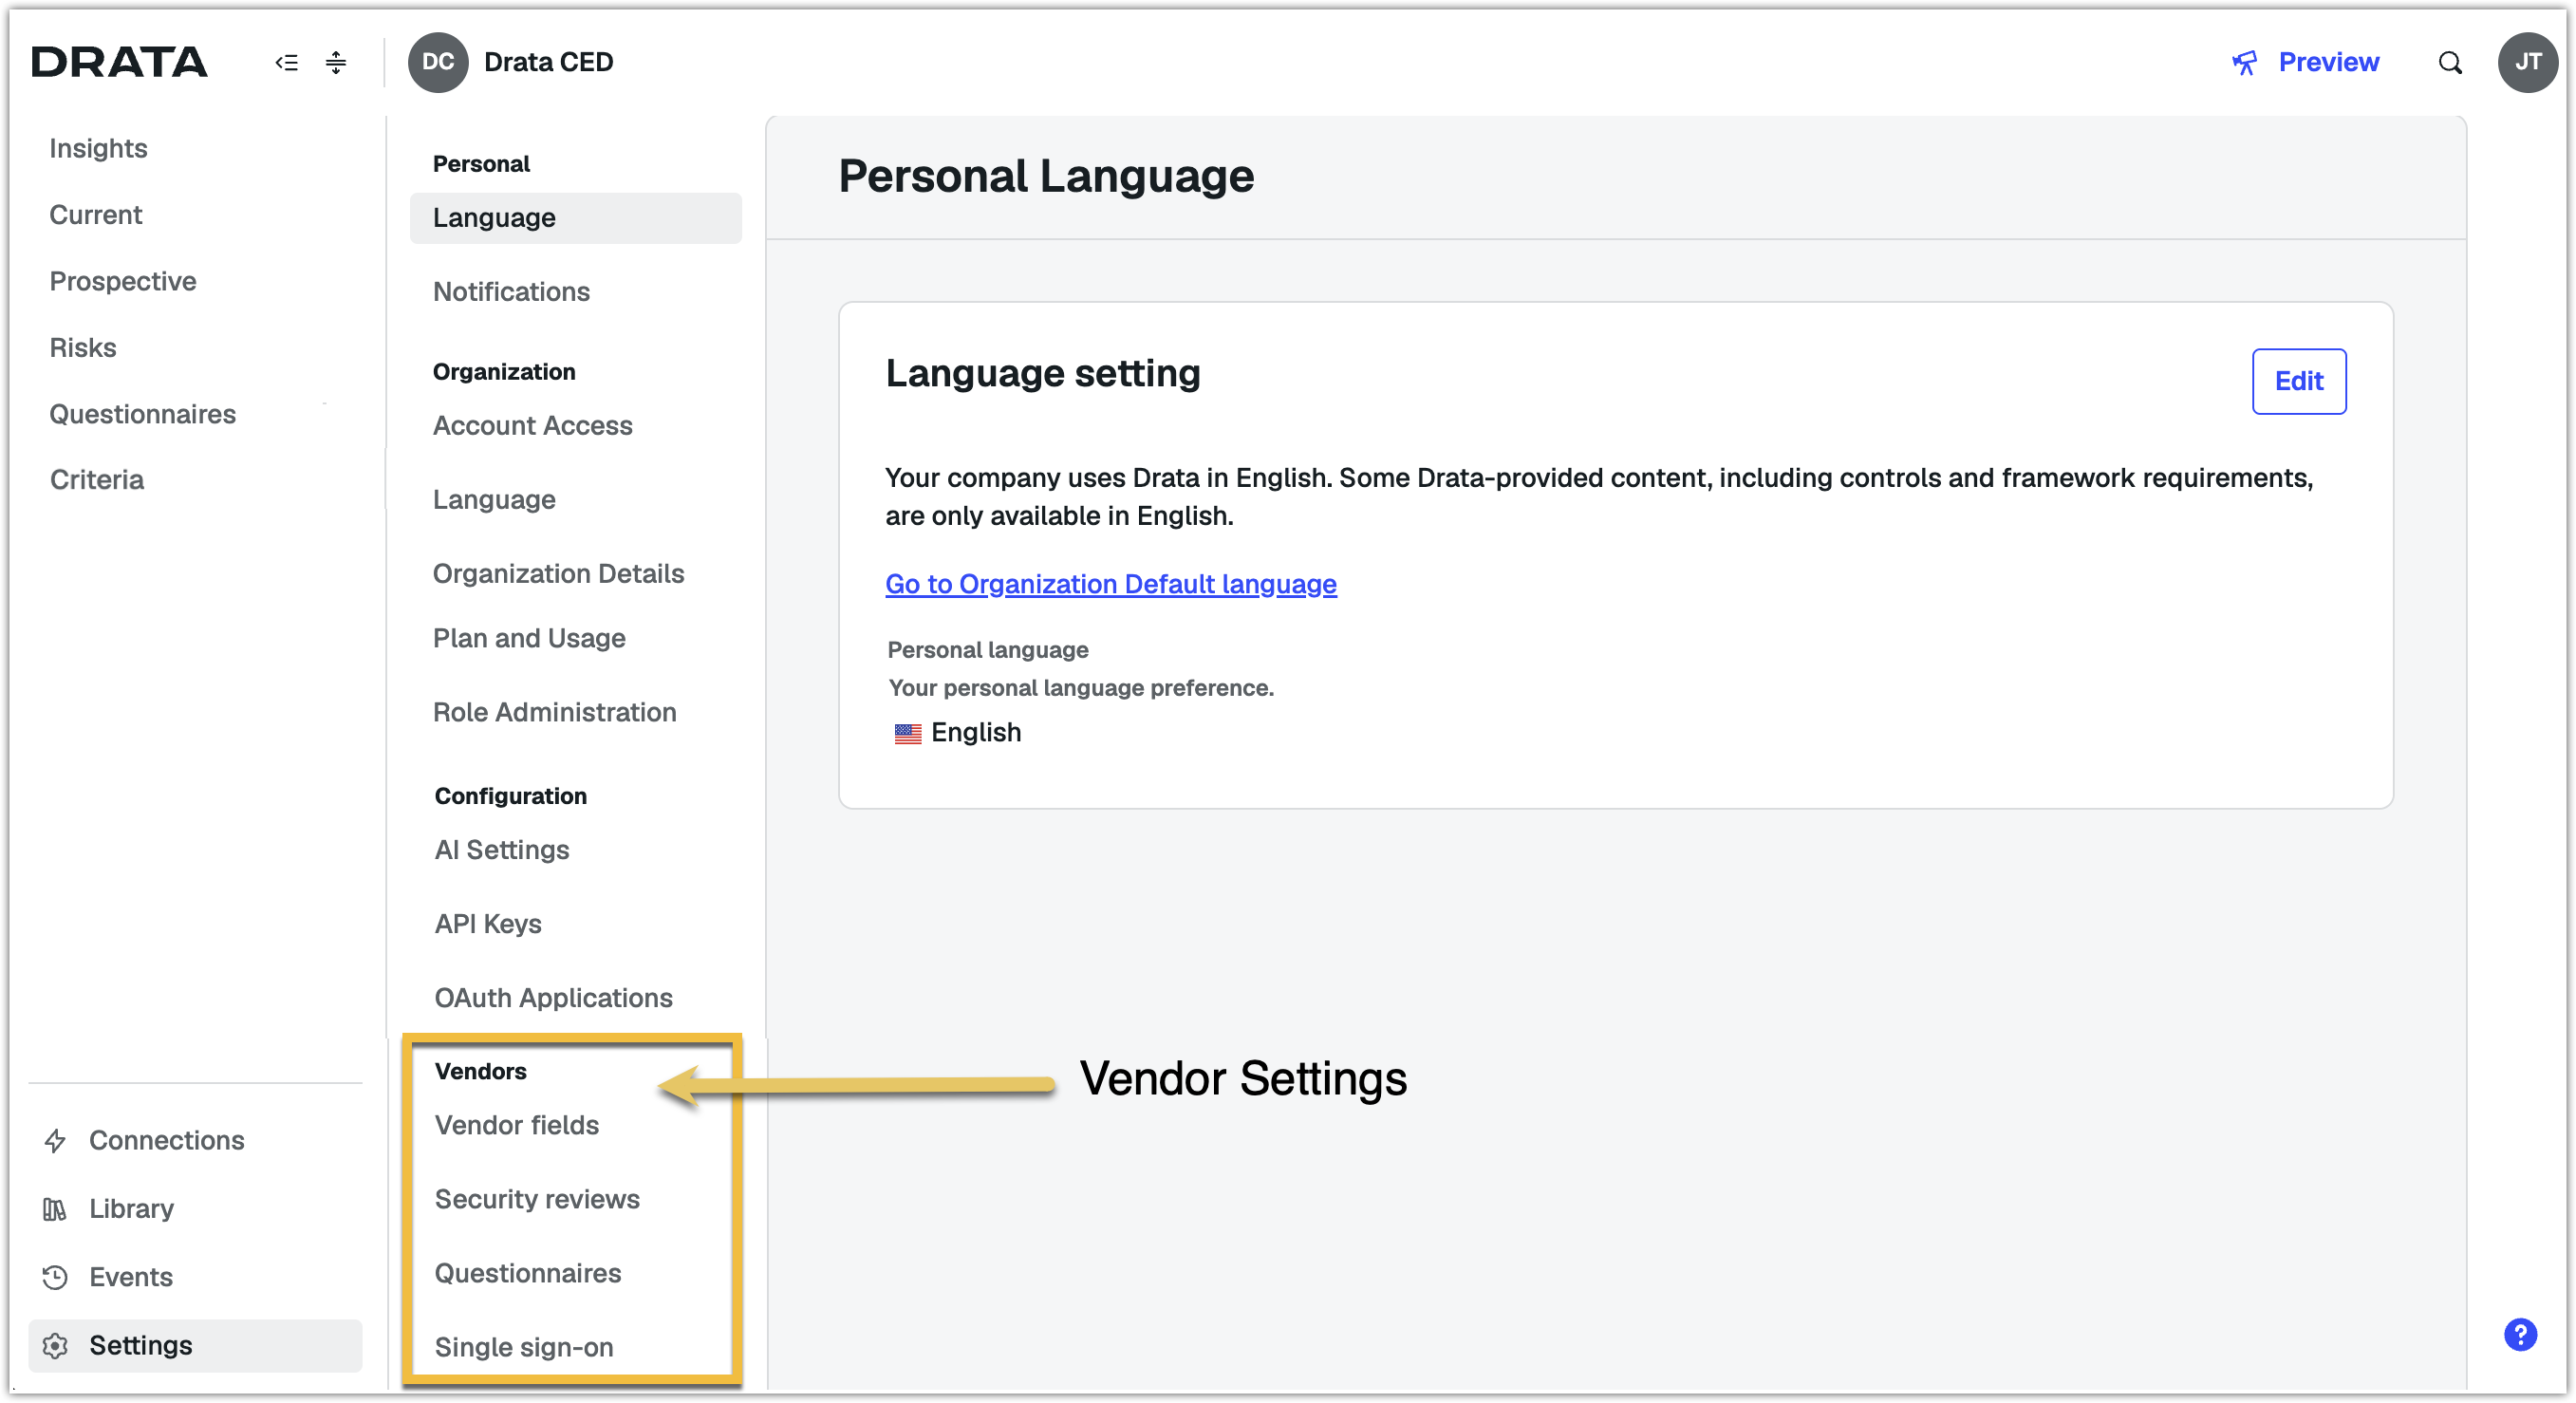 DRATA
DC
Drata CED
Preview
JT
Insights
Current
Prospective
Risks
Questionnaires
Criteria
Connections
Library
Events
Settings
Personal
Language
Notifications
Organization
Account Access
Language
Organization Details
Plan and Usage
Role Administration
Configuration
AI Settings
API Keys
OAuth Applications
Vendors
Vendor fields
Security reviews
Questionnaires
Single sign-on
Personal Language
Language setting
Edit
Your company uses Drata in English. Some Drata-provided content, including controls and framework requirements,
are only available in English.
Go to Organization Default language
Personal language
Your personal language preference.
English
Vendor Settings
?